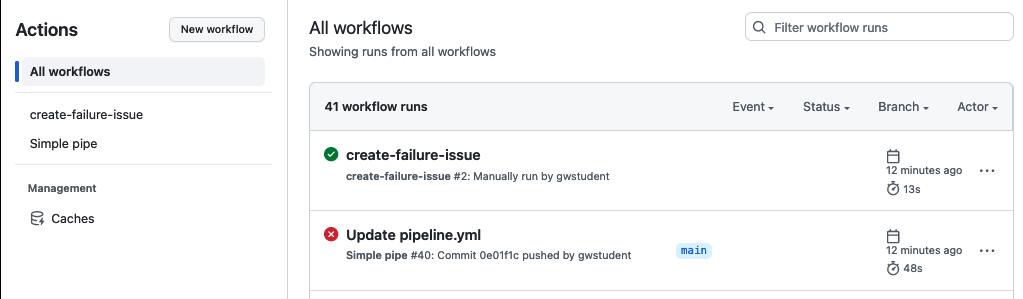 Actions
New workflow
All workflows
create-failure-issue
Simple pipe
Management
Caches
All workflows
Showing runs from all workflows
Filter workflow runs
41 workflow runs
Event
Status
Branch
Actor
create-failure-issue
create-failure-issue #2: Manually run by gwstudent
12 minutes ago
13s
Update pipeline.yml
Simple pipe #40: Commit 0e01f1c pushed by gwstudent
main
12 minutes ago
48s